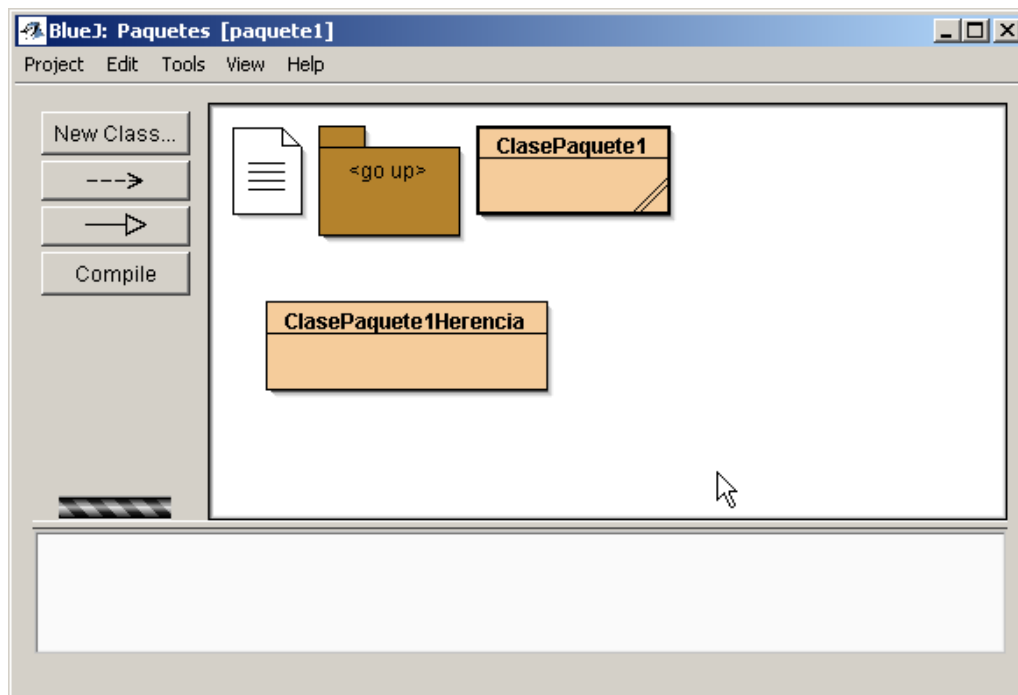 BlueJ: Paquetes [paquete1]
Project Edit Tools View Help
New Class...
Compile
<go up>
ClasePaquete1
ClasePaquete1Herencia